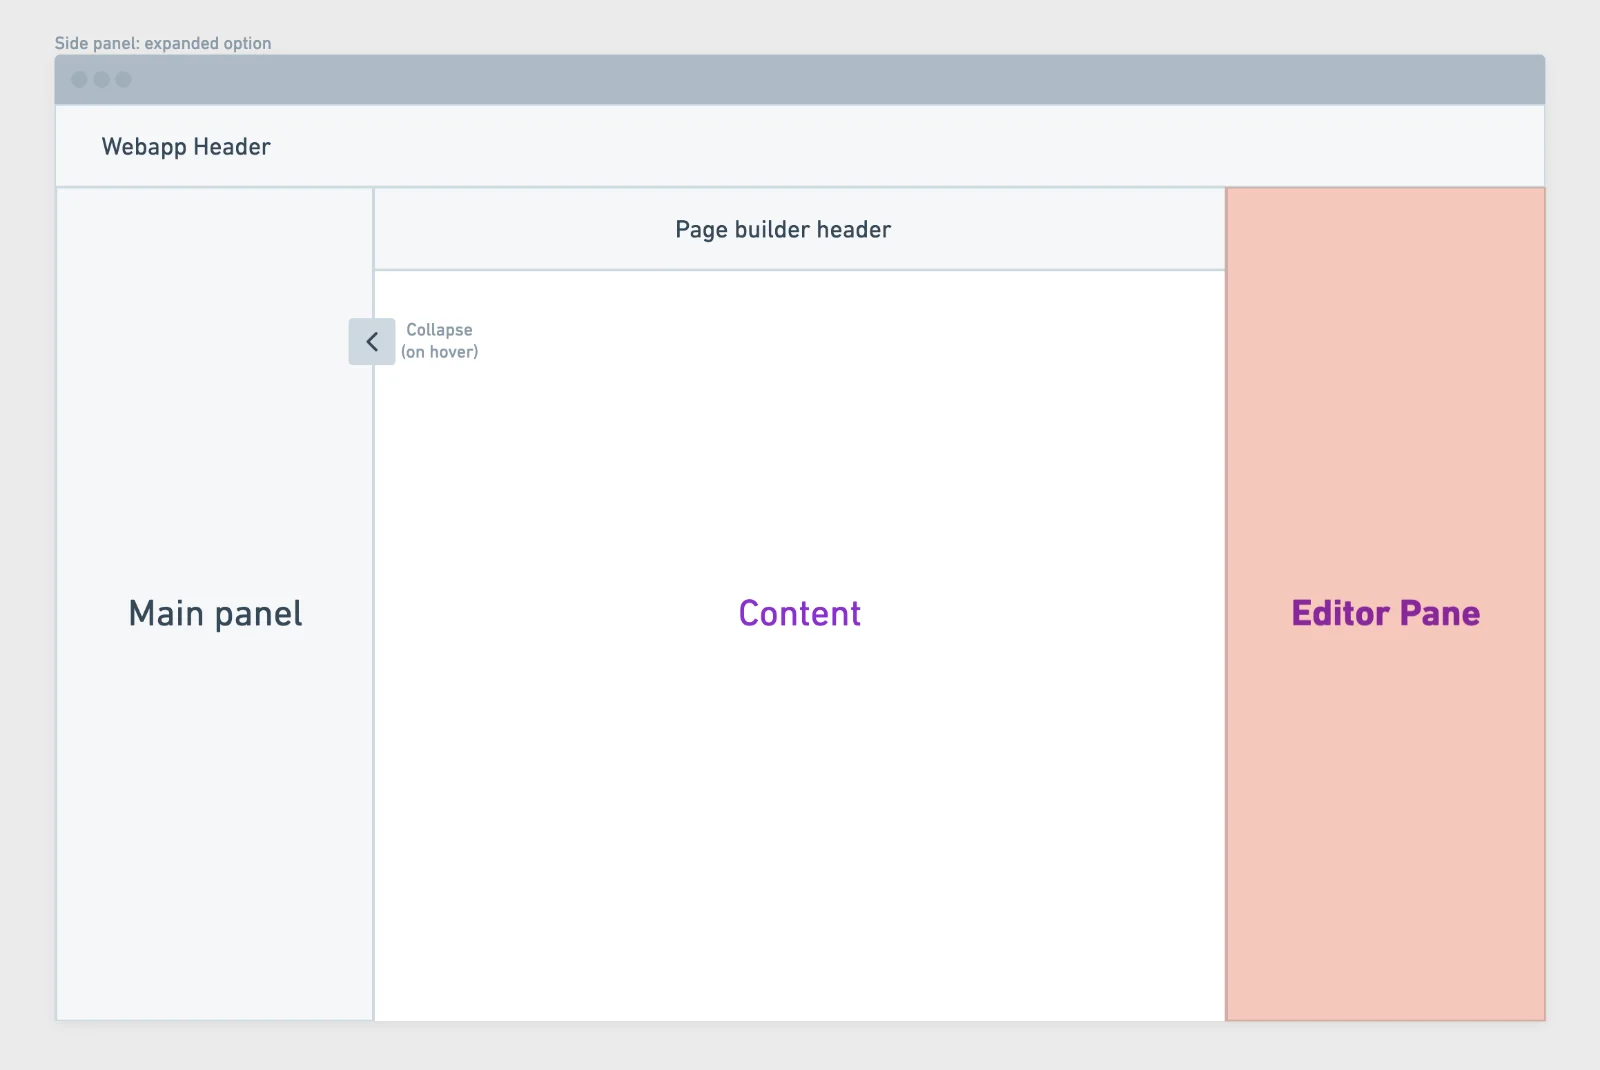 Side panel: expanded option
Webapp Header
Page builder header
Collapse
(on hover)
Main panel
Content
Editor Pane